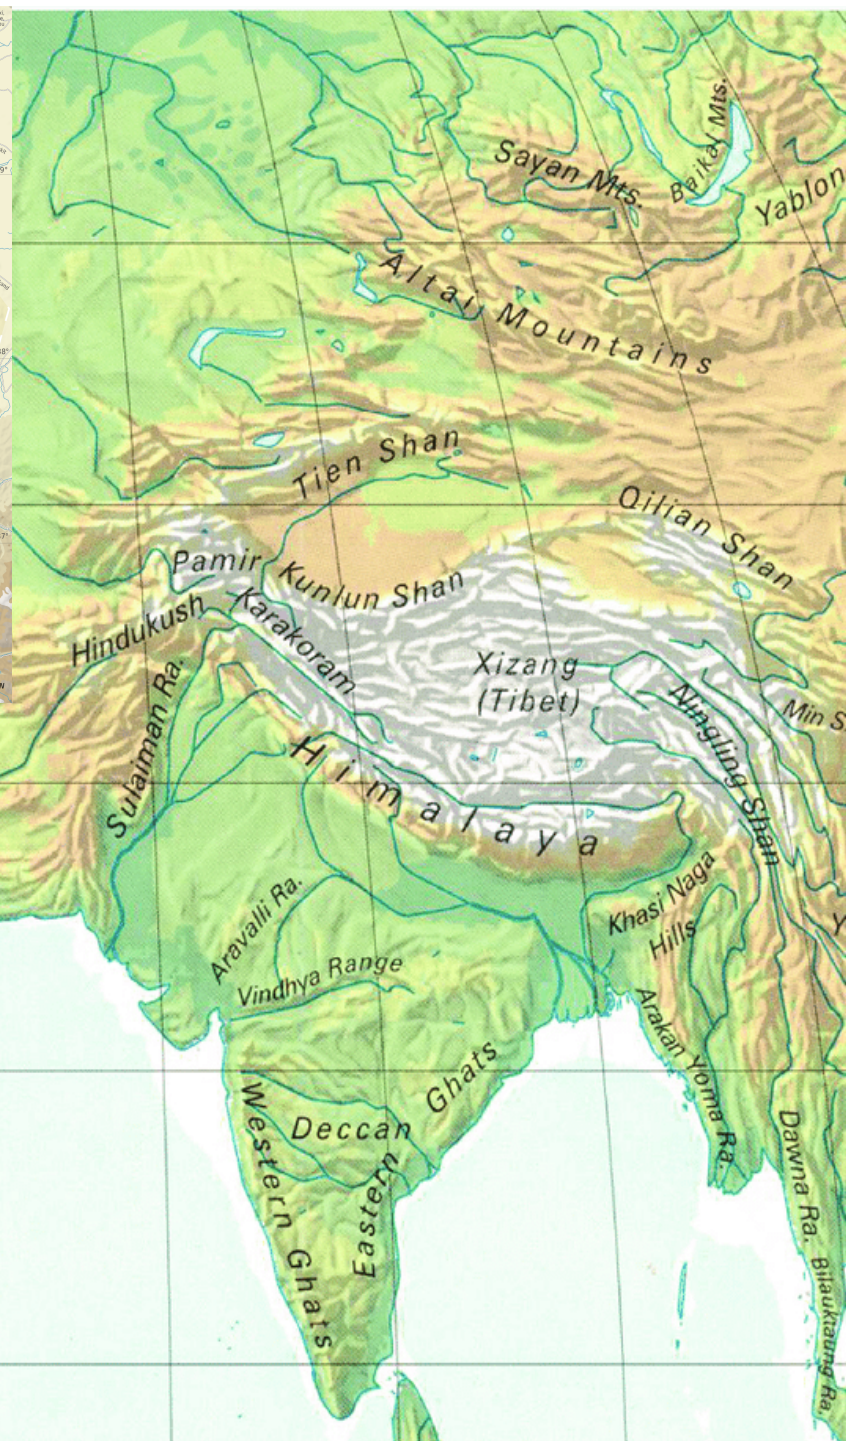 Sayan Mts.
Baikal Mts.
Yablon
Altai Mountains
Tien Shan
Qilian Shan
Pamir
Kunlun Shan
Hindukush
Karakoram
Xizang
(Tibet)
Sulaiman Ra.
Ningling Shan
Min S
Himalaya
Khasi Naga
Hills
Aravalli Ra.
Vindhya Range
Y
Arakan Yoma Ra.
Eastern Ghats
Western Ghats
Deccan
Dawna Ra.
Bilauktaung Ra.